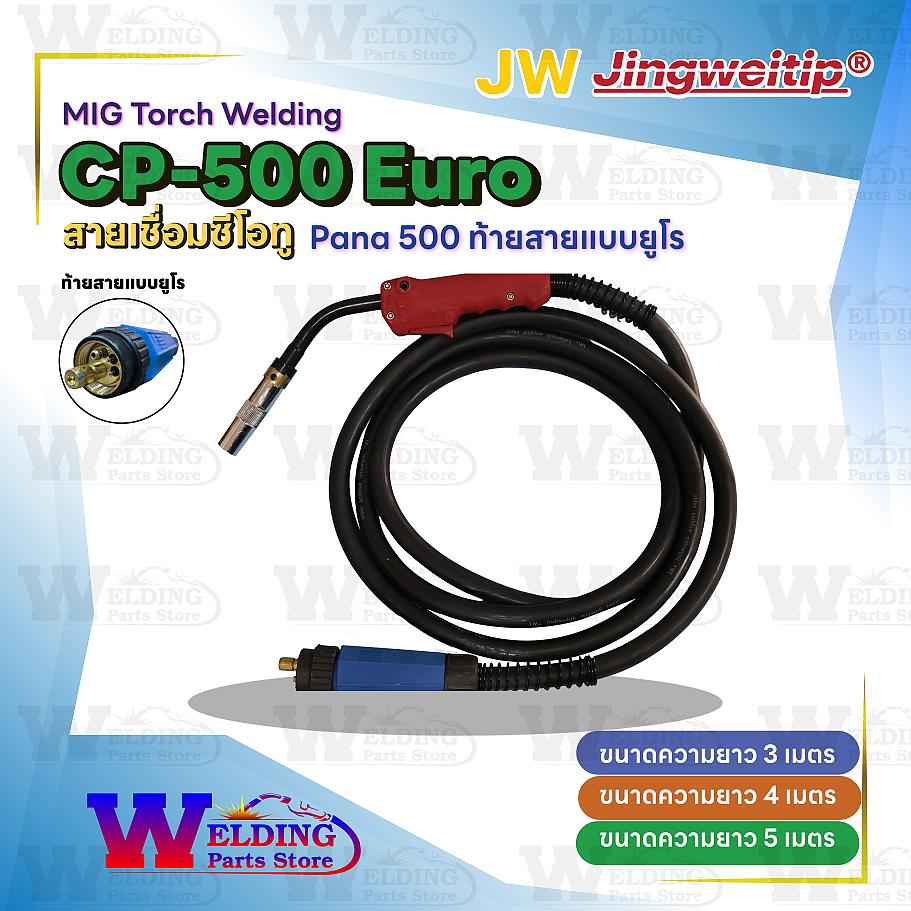 JW Jingweitip®
MIG Torch Welding
CP-500 Euro
สายเชื่อมซีโอทู Pana 500 ท้ายสายแบบยูโร
ท้ายสายแบบยูโร
ขนาดความยาว 3 เมตร
ขนาดความยาว 4 เมตร
ขนาดความยาว 5 เมตร
WELDING
Parts Store